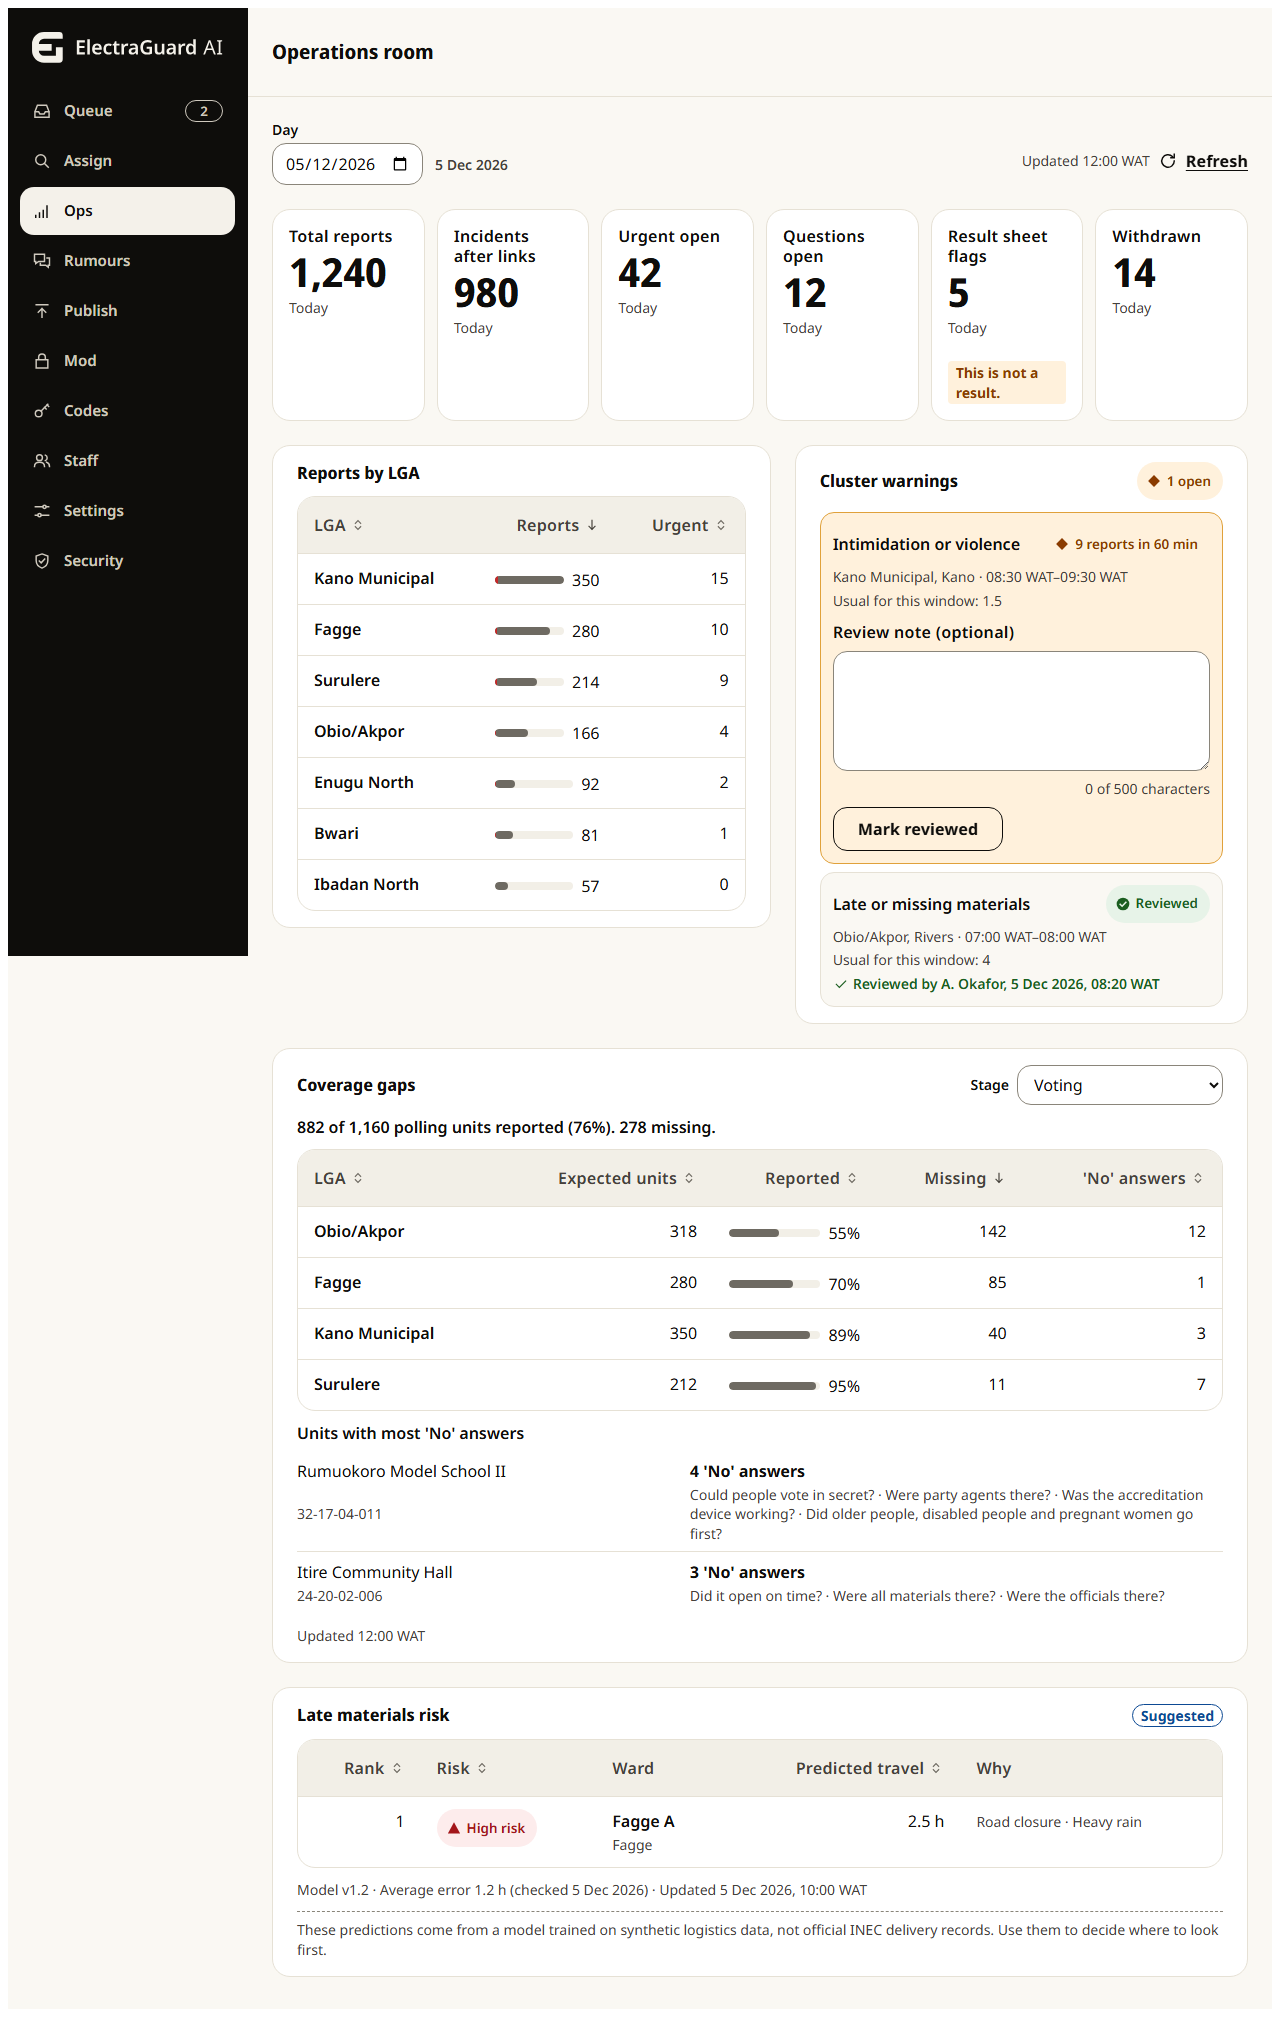 ElectraGuard AI
Queue 2
Assign
Ops
Rumours
Publish
Mod
Codes
Staff
Settings
Security
Operations room
Day
05/12/2026
5 Dec 2026
Updated 12:00 WAT
Refresh
Total reports
1,240
Today
Incidents
after links
980
Today
Urgent open
42
Today
Questions
open
12
Today
Result sheet
flags
5
Today
This is not a
result.
Withdrawn
14
Today
Reports by LGA
LGA Reports Urgent
Kano Municipal 350 15
Fagge 280 10
Surulere 214 9
Obio/Akpor 166 4
Enugu North 92 2
Bwari 81 1
Ibadan North 57 0
Cluster warnings
1 open
Intimidation or violence
9 reports in 60 min
Kano Municipal, Kano · 08:30 WAT–09:30 WAT
Usual for this window: 1.5
Review note (optional)
0 of 500 characters
Mark reviewed
Late or missing materials
Reviewed
Obio/Akpor, Rivers · 07:00 WAT–08:00 WAT
Usual for this window: 4
Reviewed by A. Okafor, 5 Dec 2026, 08:20 WAT
Coverage gaps
Stage Voting
882 of 1,160 polling units reported (76%). 278 missing.
LGA Expected units Reported Missing 'No' answers
Obio/Akpor 318 55% 142 12
Fagge 280 70% 85 1
Kano Municipal 350 89% 40 3
Surulere 212 95% 11 7
Units with most 'No' answers
Rumuokoro Model School II
32-17-04-011
4 'No' answers
Could people vote in secret? · Were party agents there? · Was the accreditation
device working? · Did older people, disabled people and pregnant women go
first?
Itire Community Hall
24-20-02-006
3 'No' answers
Did it open on time? · Were all materials there? · Were the officials there?
Updated 12:00 WAT
Late materials risk
Suggested
Rank Risk Ward Predicted travel Why
1 High risk Fagge A 2.5 h Road closure · Heavy rain
Fagge
Model v1.2 · Average error 1.2 h (checked 5 Dec 2026) · Updated 5 Dec 2026, 10:00 WAT
These predictions come from a model trained on synthetic logistics data, not official INEC delivery records. Use them to decide where to look
first.